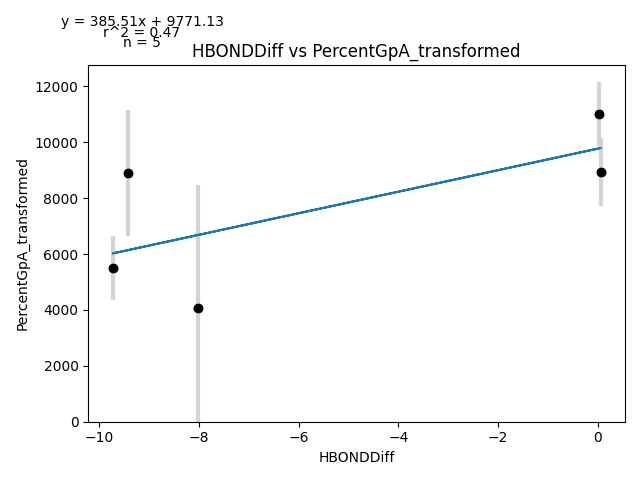 y = 385.51x + 9771.13
r^2 = 0.47
n = 5
HBONDDiff vs PercentGpA_transformed
PercentGpA_transformed
12000
10000
8000
6000
4000
2000
0
−10
−8
−6
−4
−2
0
HBONDDiff